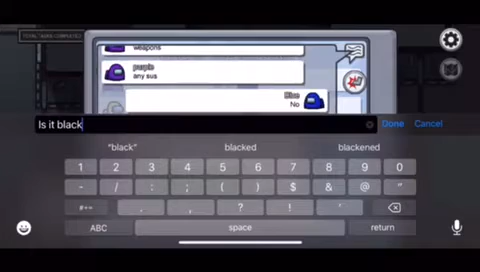 TOTAL TASKS COMPLETED
weapons
purple
any sus
Blue
No
Is it black
Done
Cancel
"black"
blacked
blackened
1 2 3 4 5 6 7 8 9 0
- / : ; ( ) $ & @ "
#+= . , ? ! '
ABC
space
return